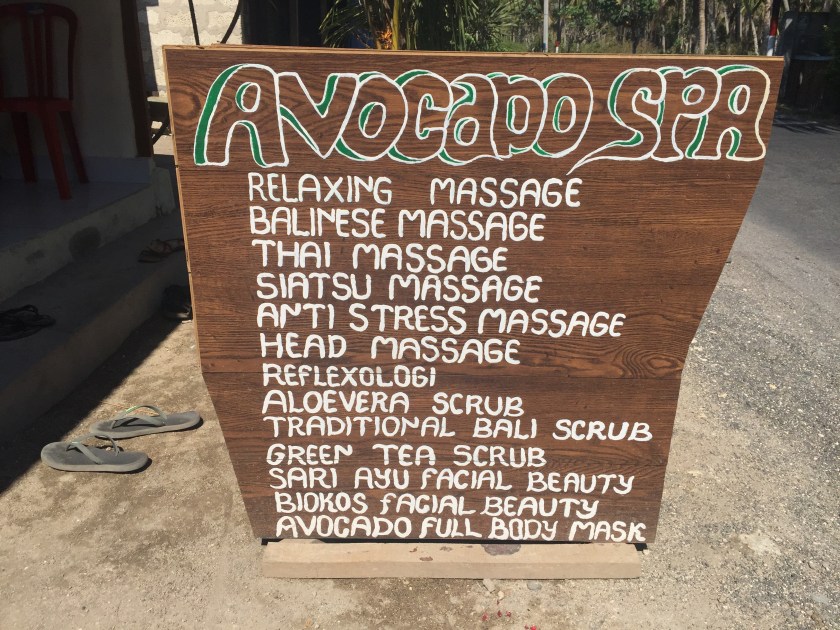 AVOCADO SPA
RELAXING MASSAGE
BALINESE MASSAGE
THAI MASSAGE
SIATSU MASSAGE
ANTI STRESS MASSAGE
HEAD MASSAGE
REFLEXOLOGI
ALOEVERA SCRUB
TRADITIONAL BALI SCRUB
GREEN TEA SCRUB
SARI AYU FACIAL BEAUTY
BIOKOS FACIAL BEAUTY
AVOCADO FULL BODY MASK